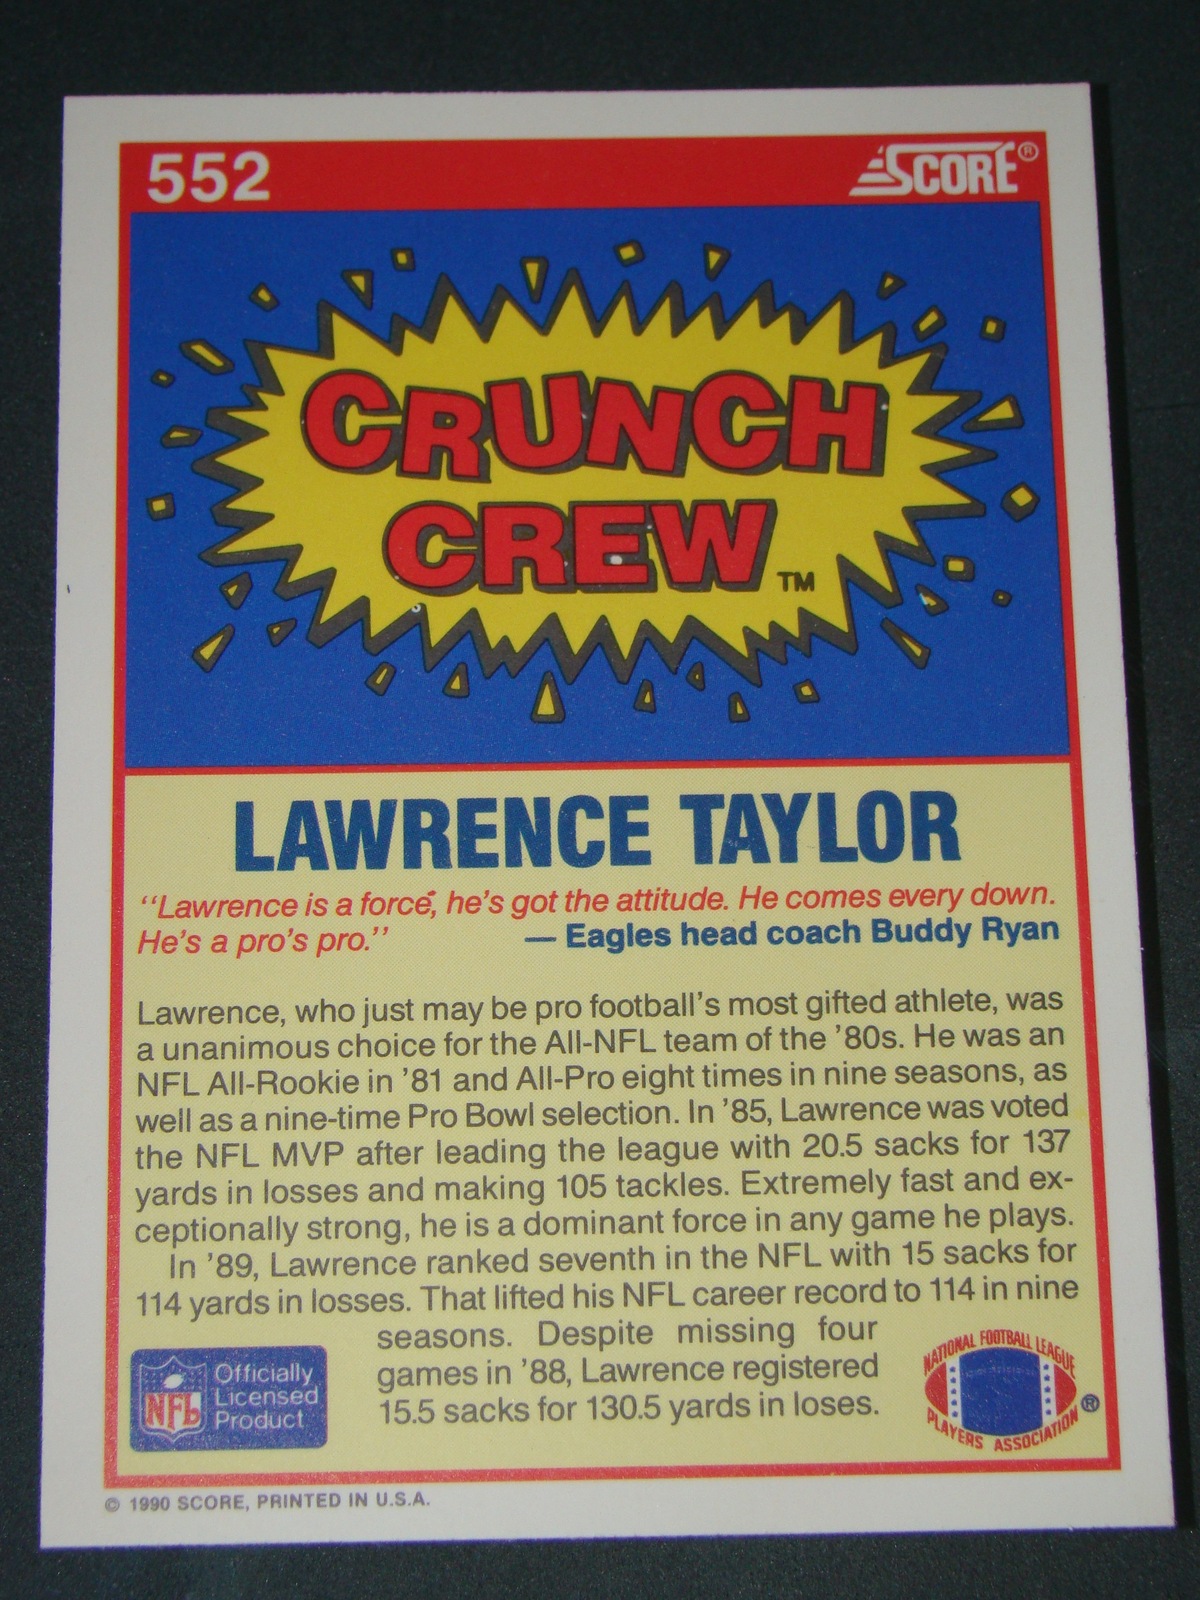 552
SCORE®
CRUNCH
CREW™
LAWRENCE TAYLOR
"Lawrence is a force, he's got the attitude. He comes every down.
He's a pro's pro."
— Eagles head coach Buddy Ryan
Lawrence, who just may be pro football's most gifted athlete, was
a unanimous choice for the All-NFL team of the '80s. He was an
NFL All-Rookie in '81 and All-Pro eight times in nine seasons, as
well as a nine-time Pro Bowl selection. In '85, Lawrence was voted
the NFL MVP after leading the league with 20.5 sacks for 137
yards in losses and making 105 tackles. Extremely fast and ex-
ceptionally strong, he is a dominant force in any game he plays.
In '89, Lawrence ranked seventh in the NFL with 15 sacks for
114 yards in losses. That lifted his NFL career record to 114 in nine
seasons. Despite missing four
games in '88, Lawrence registered
15.5 sacks for 130.5 yards in loses.
NFL
Officially
Licensed
Product
NATIONAL FOOTBALL LEAGUE
PLAYERS ASSOCIATION®
© 1990 SCORE, PRINTED IN U.S.A.